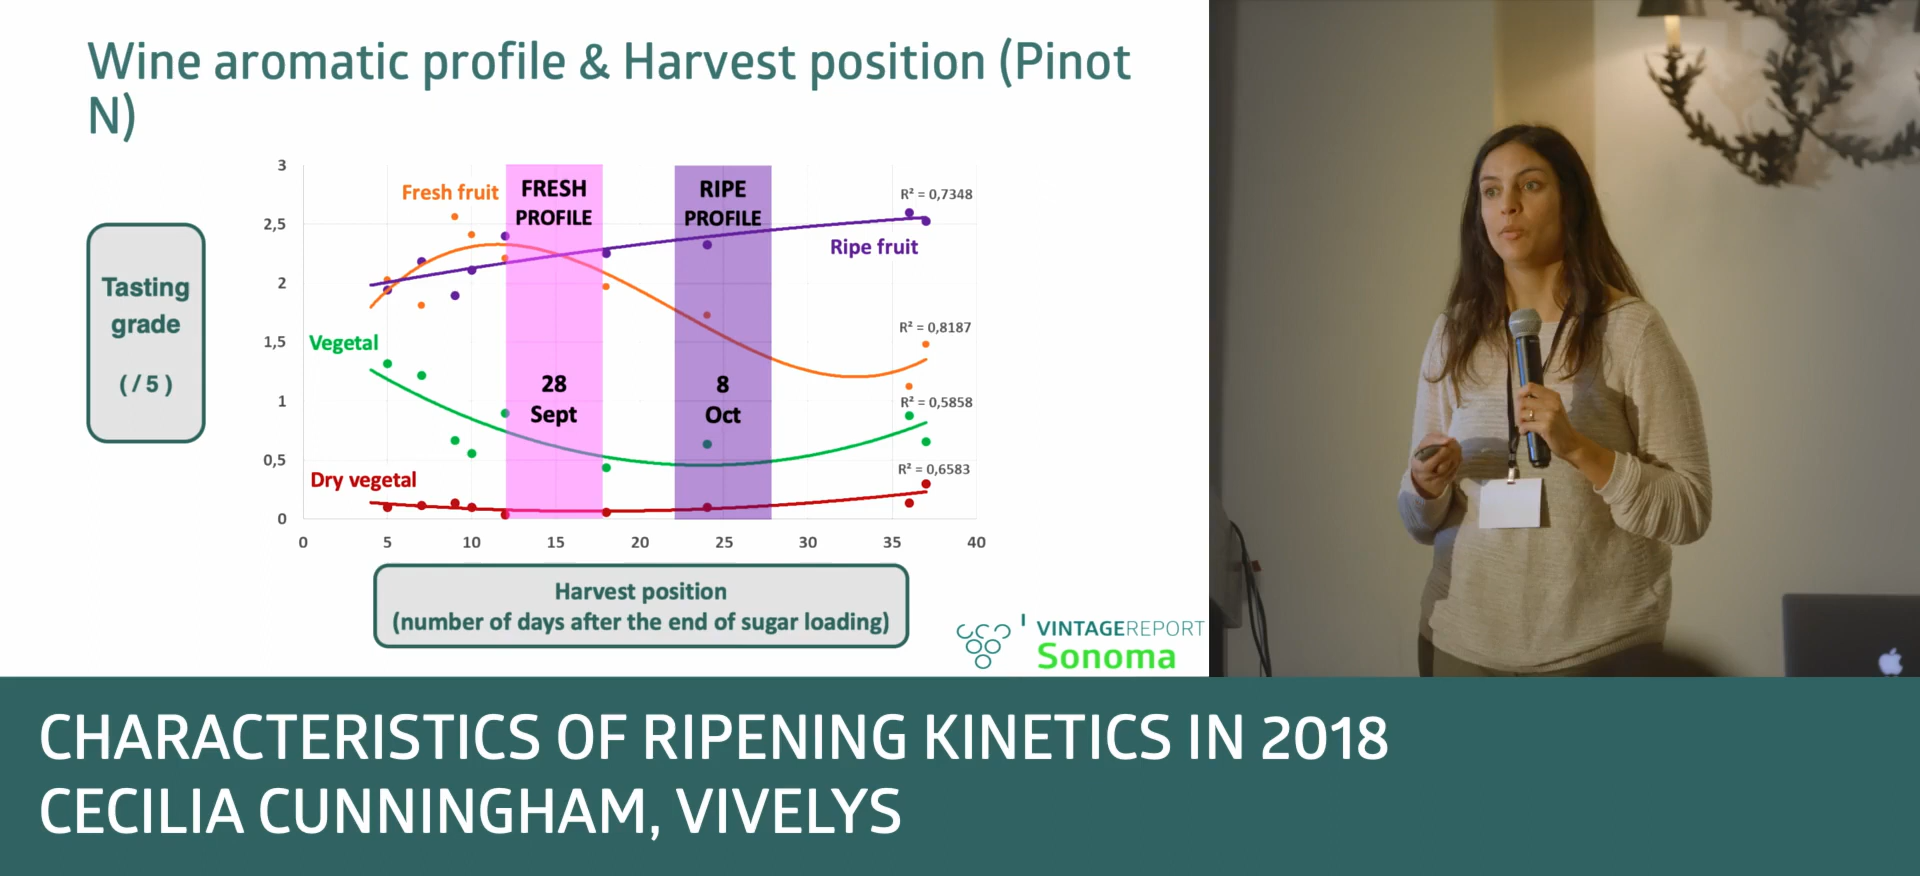 Wine aromatic profile & Harvest position (Pinot
N)
Tasting
grade
( / 5 )
3
2,5
2
1,5
1
0,5
0
Fresh fruit
FRESH
PROFILE
RIPE
PROFILE
R² = 0,7348
Ripe fruit
Vegetal
R² = 0,8187
28
Sept
8
Oct
R² = 0,5858
Dry vegetal
R² = 0,6583
0 5 10 15 20 25 30 35 40
Harvest position
(number of days after the end of sugar loading)
VINTAGEREPORT
Sonoma
CHARACTERISTICS OF RIPENING KINETICS IN 2018
CECILIA CUNNINGHAM, VIVELYS